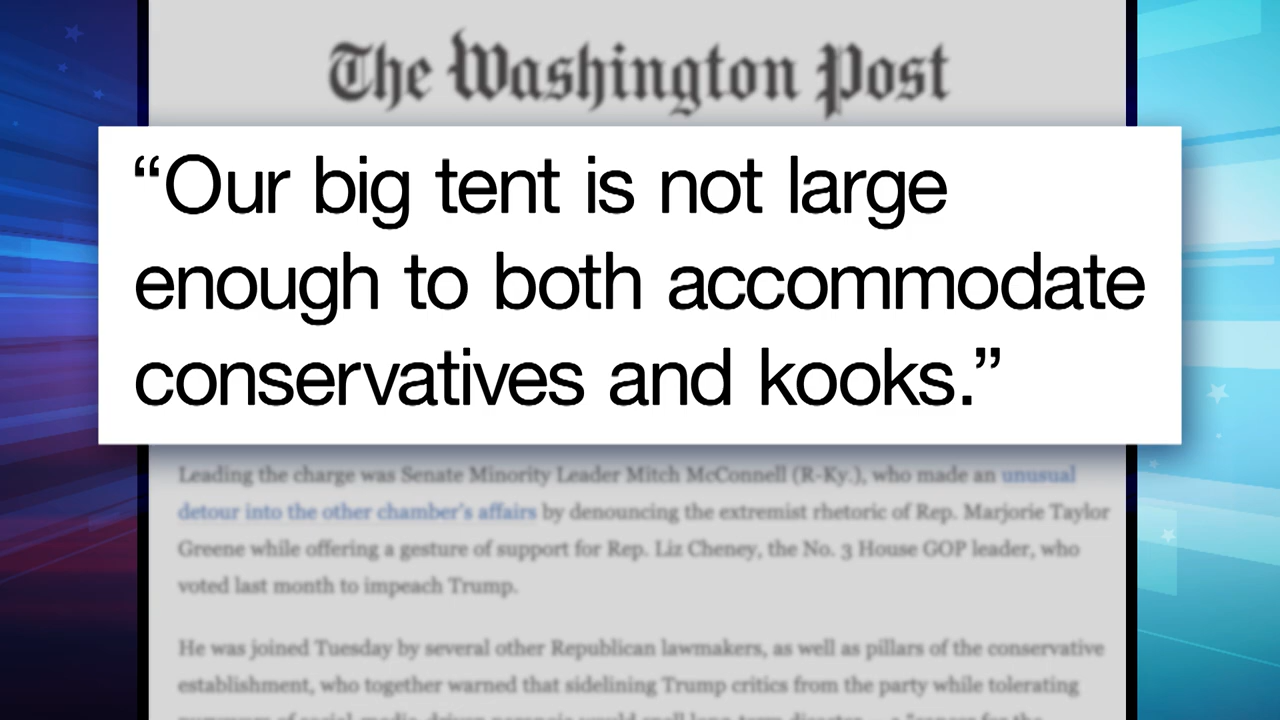 The Washington Post
“Our big tent is not large
enough to both accommodate
conservatives and kooks.”
Leading the charge was Senate Minority Leader Mitch McConnell (R-Ky.), who made an unusual
detour into the other chamber's affairs by denouncing the extremist rhetoric of Rep. Marjorie Taylor
Greene while offering a gesture of support for Rep. Liz Cheney, the No. 3 House GOP leader, who
voted last month to impeach Trump.
He was joined Tuesday by several other Republican lawmakers, as well as pillars of the conservative
establishment, who together warned that sidelining Trump critics from the party while tolerating